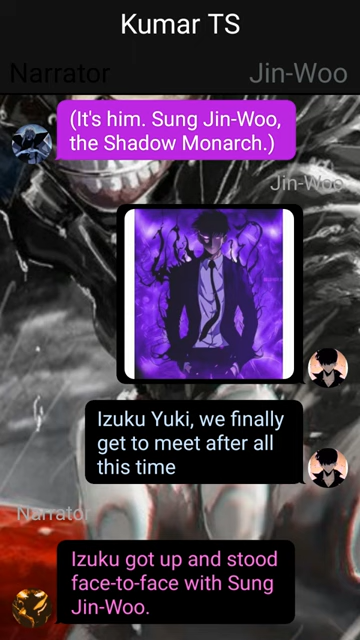 Kumar TS
Narrator
Jin-Woo
(It's him. Sung Jin-Woo,
the Shadow Monarch.)
Jin-Woo
Izuku Yuki, we finally
get to meet after all
this time
Narrator
Izuku got up and stood
face-to-face with Sung
Jin-Woo.